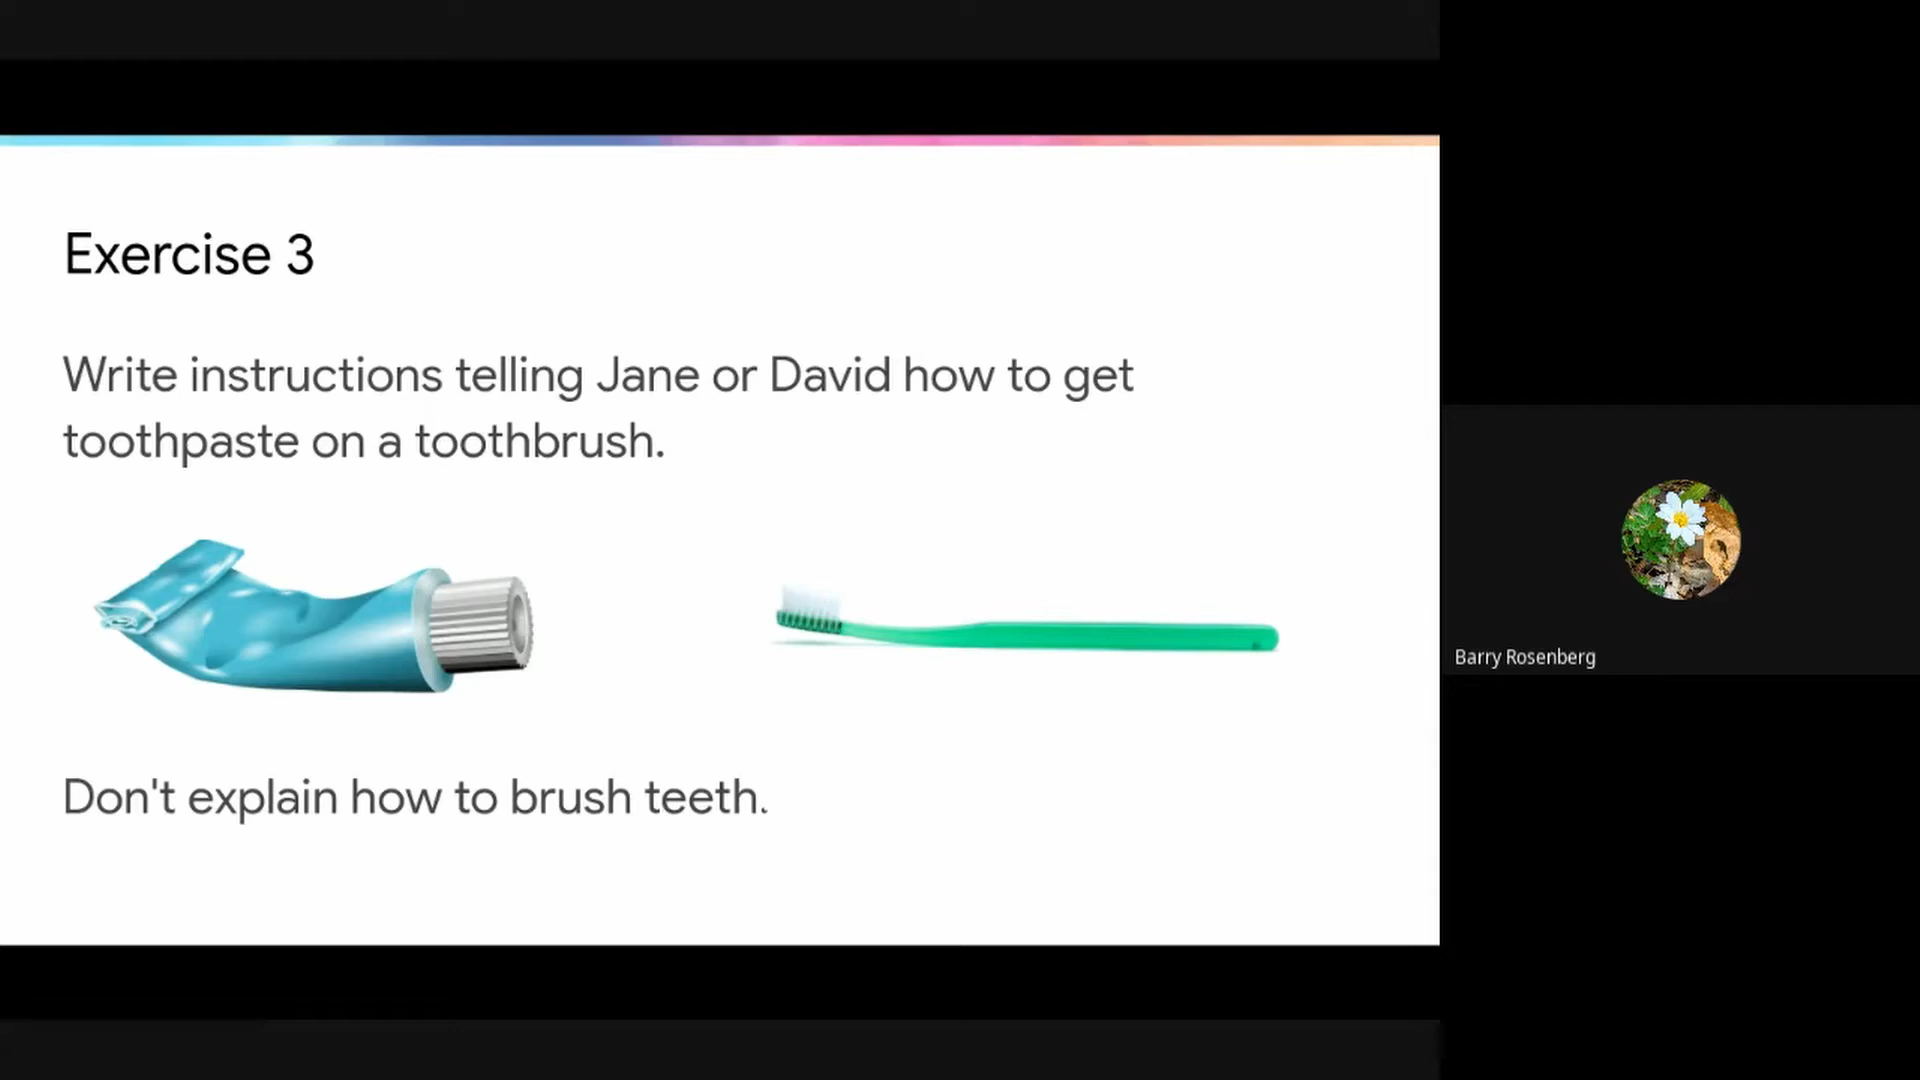 Exercise 3
Write instructions telling Jane or David how to get
toothpaste on a toothbrush.
Don't explain how to brush teeth.
Barry Rosenberg